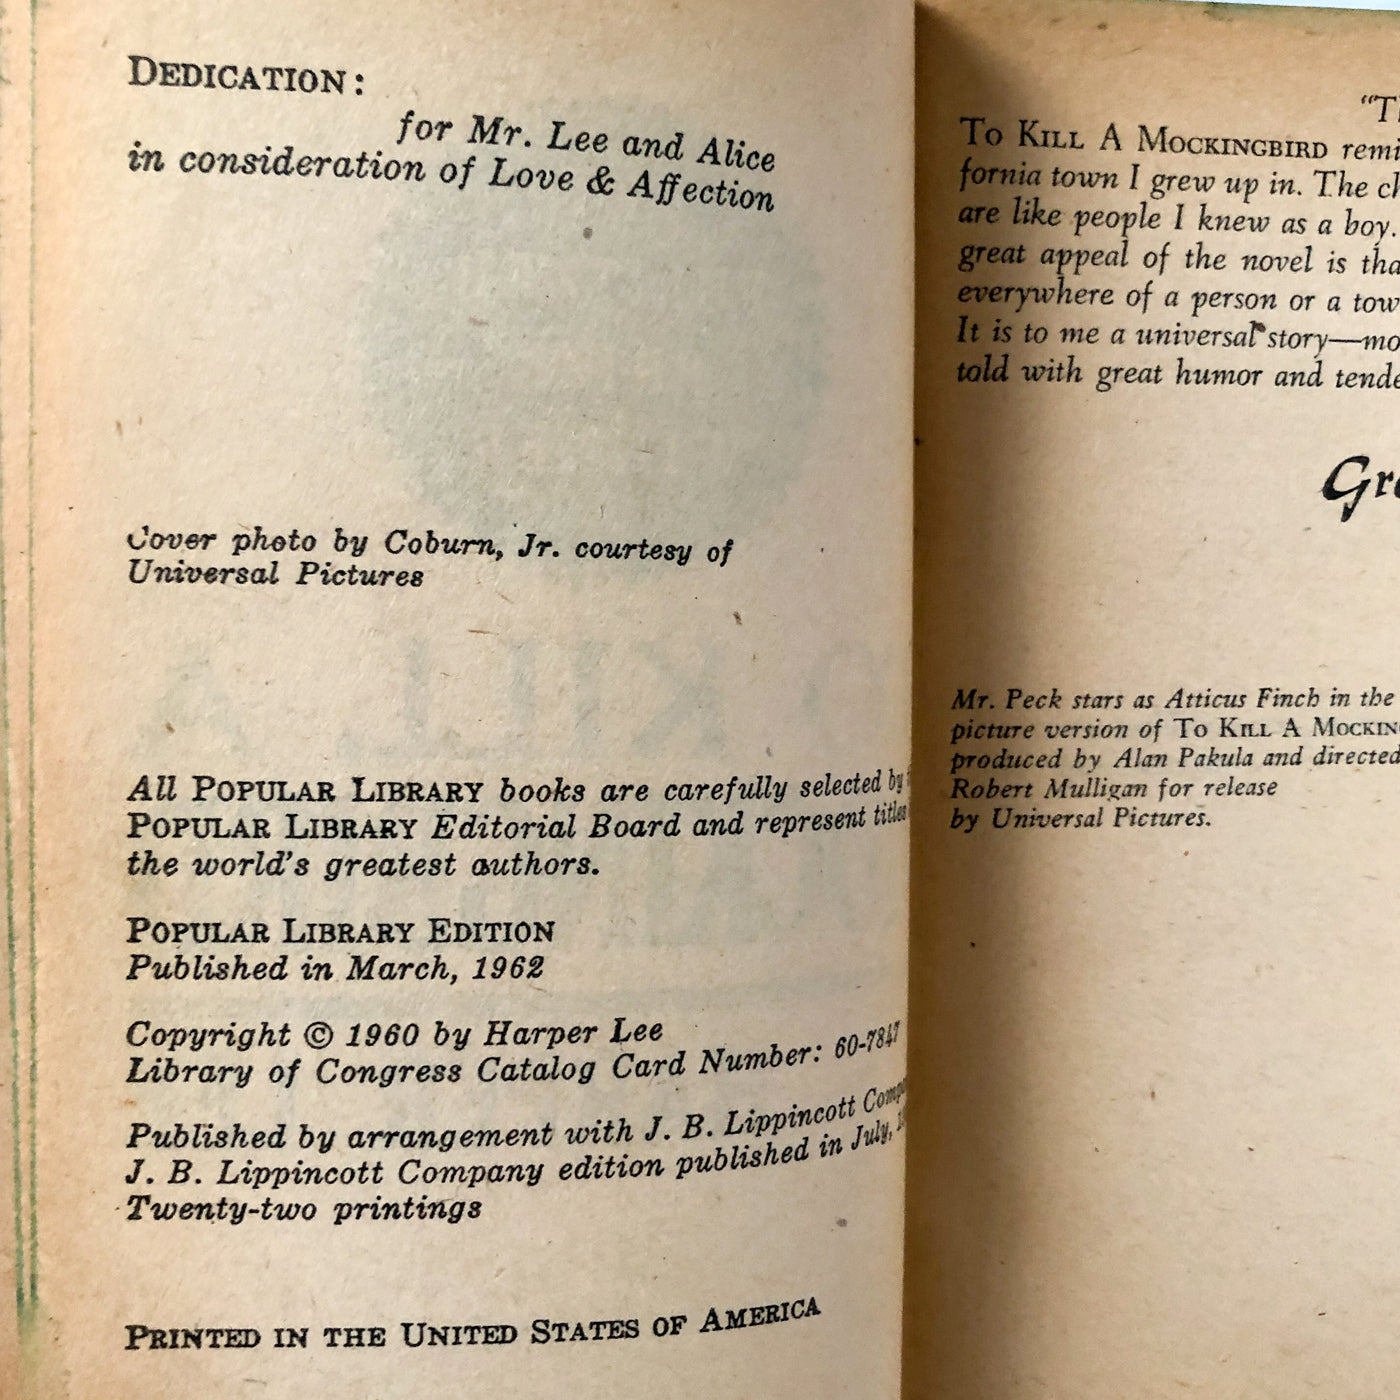 DEDICATION:
for Mr. Lee and Alice
in consideration of Love & Affection
Cover photo by Coburn, Jr. courtesy of
Universal Pictures
All POPULAR LIBRARY books are carefully selected by
POPULAR LIBRARY Editorial Board and represent titles
the world's greatest authors.
POPULAR LIBRARY EDITION
Published in March, 1962
Copyright © 1960 by Harper Lee
Library of Congress Catalog Card Number: 60-7847
Published by arrangement with J. B. Lippincott
J. B. Lippincott Company edition published in July,
Twenty-two printings
PRINTED IN THE UNITED STATES OF AMERICA
TO KILL A MOCKINGBIRD
fornia town I grew up in. The
are like people I knew as a boy.
great appeal of the novel is
everywhere of a person or a
It is to me a universal story—
told with great humor and
Mr. Peck stars as Atticus Finch in the
picture version of TO KILL A
produced by Alan Pakula and directed
Robert Mulligan for release
by Universal Pictures.